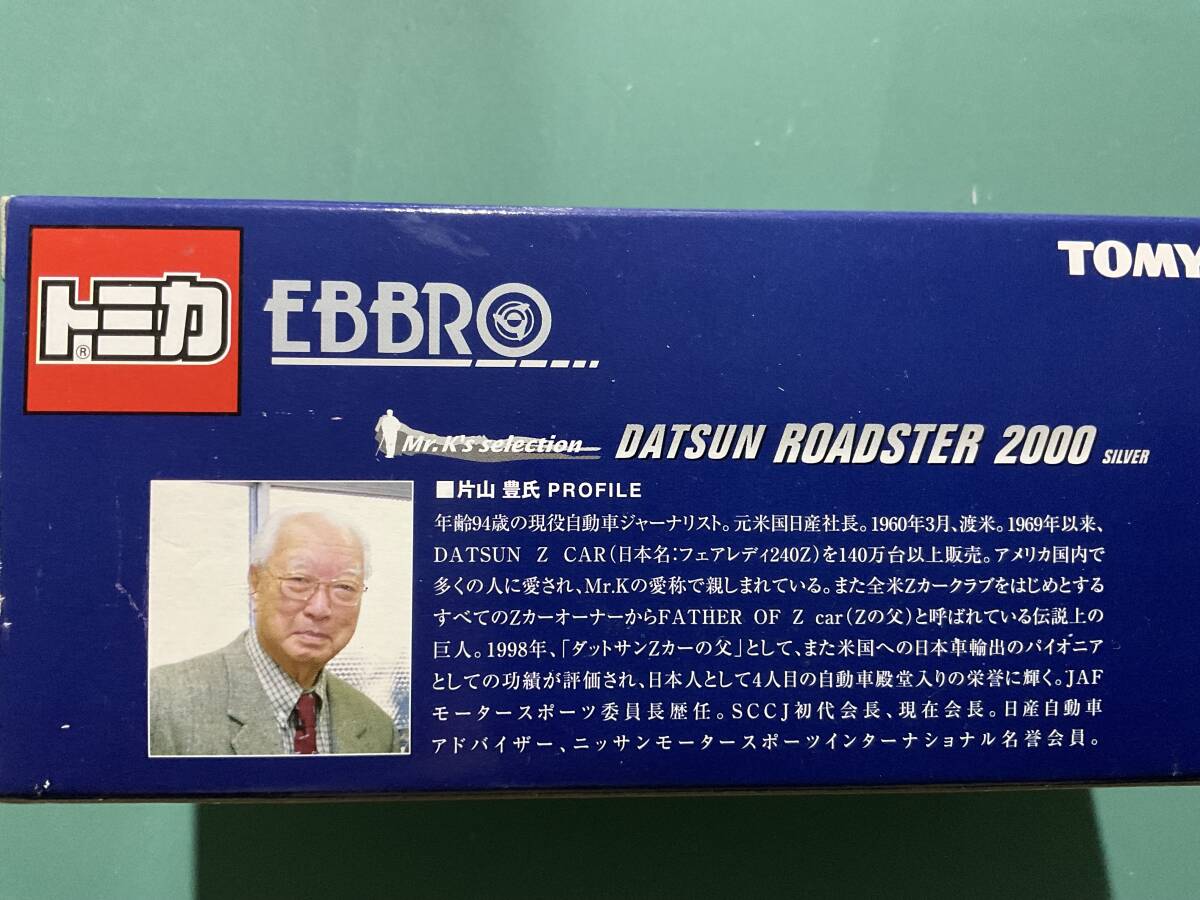 トミカ®
EBBRO
TOMY
Mr.K's selection DATSUN ROADSTER 2000 SILVER
■片山 豊氏 PROFILE
年齢94歳の現役自動車ジャーナリスト。元米国日産社長。1960年3月、渡米。1969年以来、
DATSUN Z CAR(日本名:フェアレディ240Z)を140万台以上販売。アメリカ国内で
多くの人に愛され、Mr.Kの愛称で親しまれている。また全米Zカークラブをはじめとする
すべてのZカーオーナーからFATHER OF Z car(Zの父)と呼ばれている伝説上の
巨人。1998年、「ダットサンZカーの父」として、また米国への日本車輸出のパイオニア
としての功績が評価され、日本人として4人目の自動車殿堂入りの栄誉に輝く。JAF
モータースポーツ委員長歴任。SCCJ初代会長、現在会長。日産自動車
アドバイザー、ニッサンモータースポーツインターナショナル名誉会員。